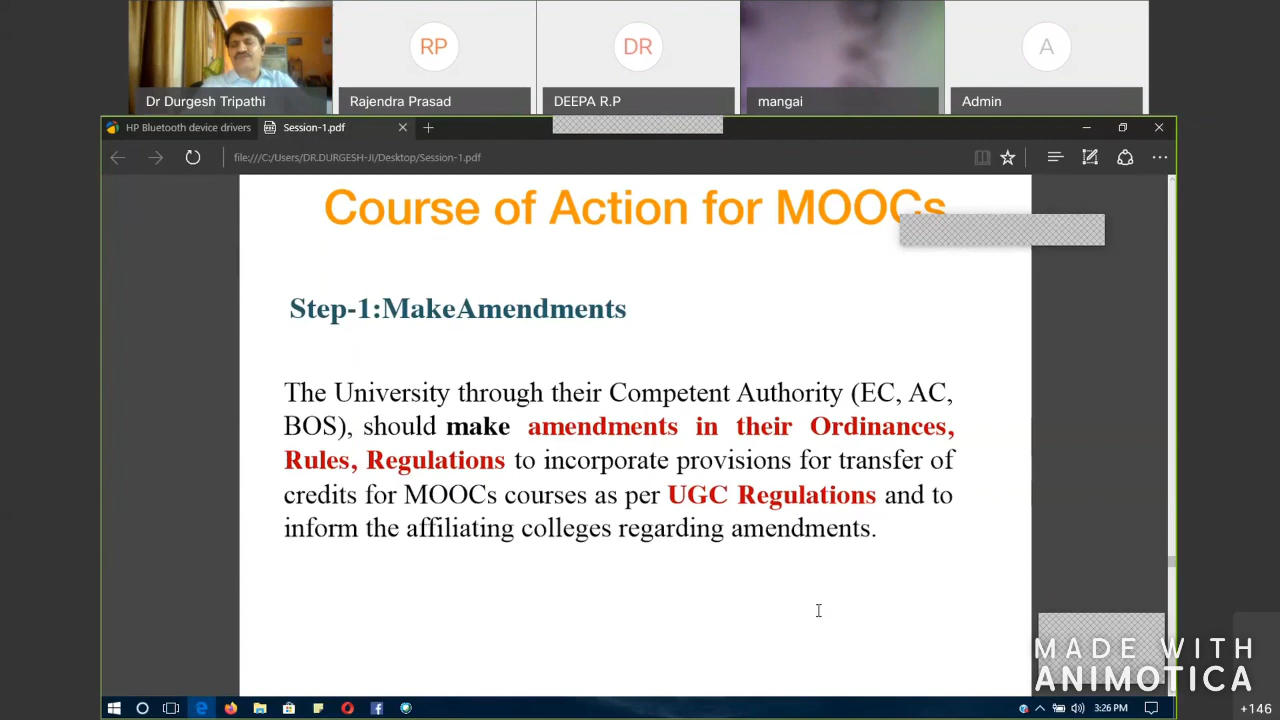 RP
DR
A
Dr Durgesh Tripathi
Rajendra Prasad
DEEPA R.P
mangai
Admin
HP Bluetooth device drivers
Session-1.pdf
file:///C:/Users/DR.DURGESH-JI/Desktop/Session-1.pdf
Course of Action for MOOCs
Step-1:MakeAmendments
The University through their Competent Authority (EC, AC,
BOS), should make amendments in their Ordinances,
Rules, Regulations to incorporate provisions for transfer of
credits for MOOCs courses as per UGC Regulations and to
inform the affiliating colleges regarding amendments.
MADE WITH
ANIMOTICA
3:26 PM
+146